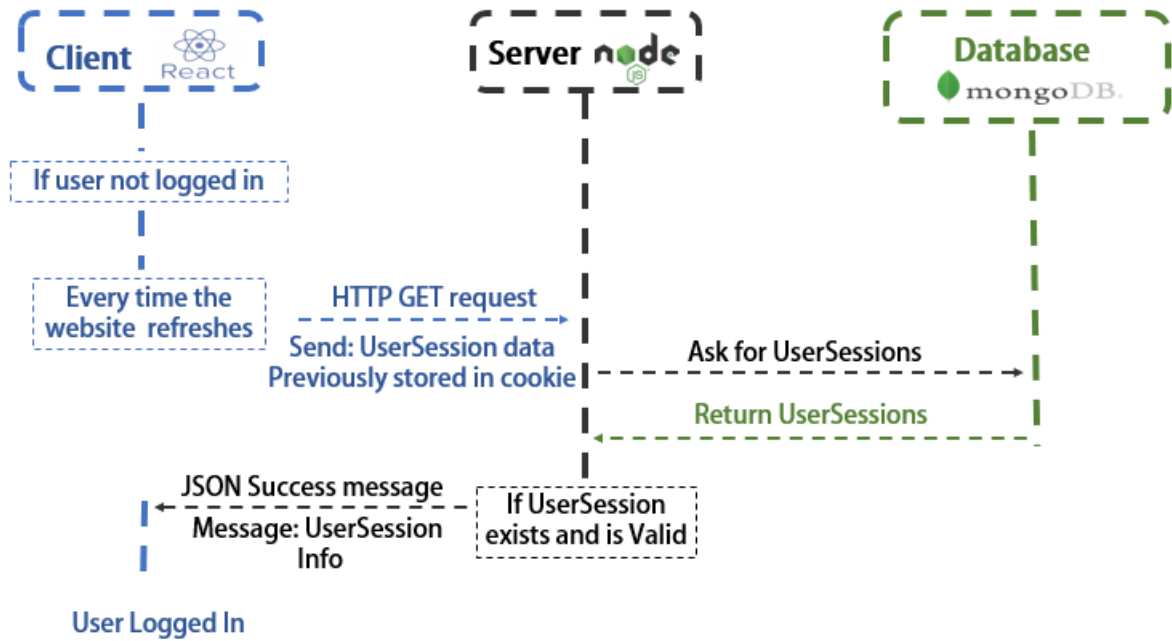 Client
React
Server node
JS
Database
mongoDB.
If user not logged in
Every time the
website refreshes
HTTP GET request
Send: UserSession data
Previously stored in cookie
Ask for UserSessions
Return UserSessions
JSON Success message
Message: UserSession
Info
If UserSession
exists and is Valid
User Logged In